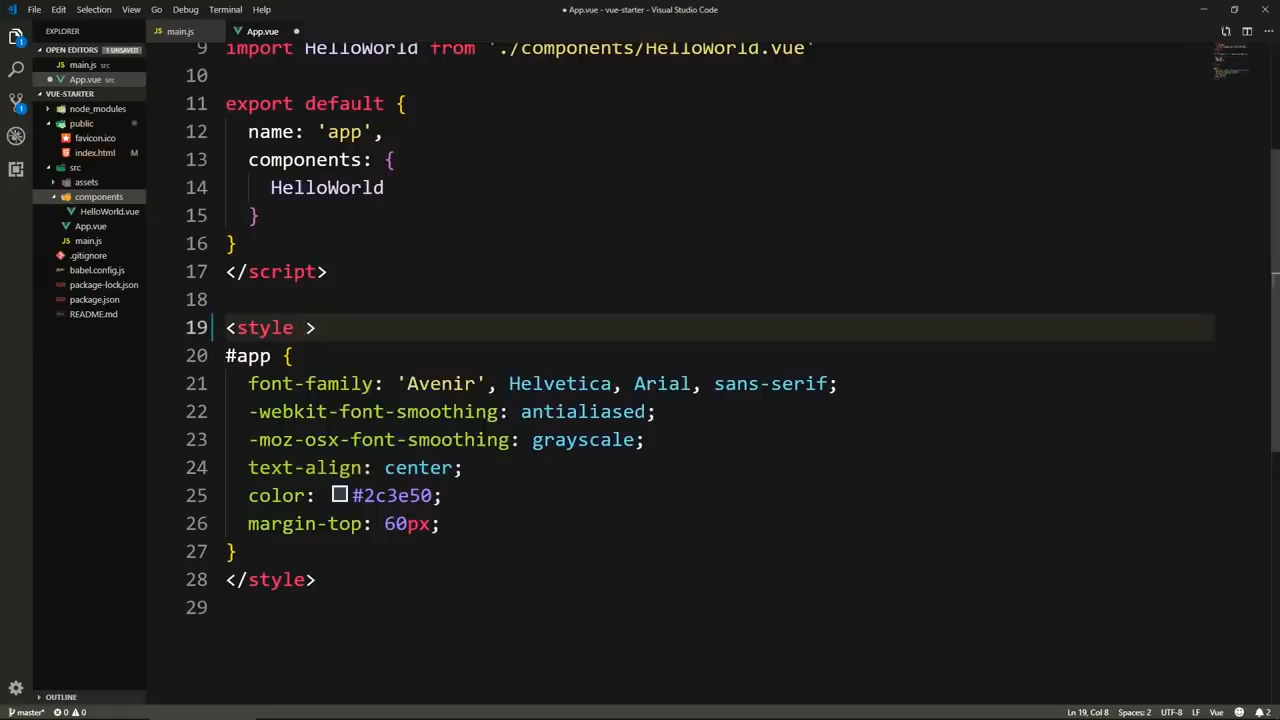 File Edit Selection View Go Debug Terminal Help
● App.vue - vue-starter - Visual Studio Code
EXPLORER
OPEN EDITORS 1 UNSAVED
main.js src
App.vue src
VUE-STARTER
node_modules
public
favicon.ico
index.html M
src
assets
components
HelloWorld.vue
App.vue
main.js
.gitignore
babel.config.js
package-lock.json
package.json
README.md
OUTLINE
main.js
App.vue
9 import HelloWorld from './components/HelloWorld.vue'
10
11 export default {
12 name: 'app',
13 components: {
14 HelloWorld
15 }
16 }
17 </script>
18
19 <style >
20 #app {
21 font-family: 'Avenir', Helvetica, Arial, sans-serif;
22 -webkit-font-smoothing: antialiased;
23 -moz-osx-font-smoothing: grayscale;
24 text-align: center;
25 color: #2c3e50;
26 margin-top: 60px;
27 }
28 </style>
29
master* 0 0
Ln 19, Col 8 Spaces: 2 UTF-8 LF Vue 2